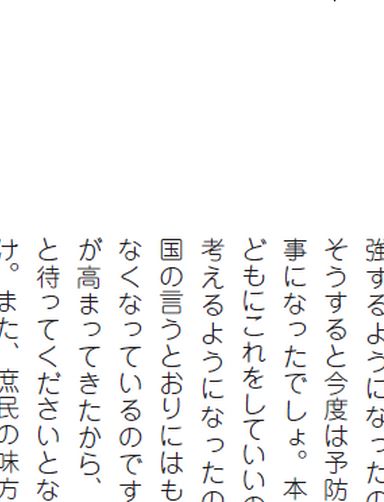 強するようになったの
そうすると今度は予防
事になったでしょ。本
どもにこれをしていいの
考えるようになったの
国の言うとおりにはも
なくなっているのです
が高まってきたから、
と待ってくださいとな
け。また、庶民の味方